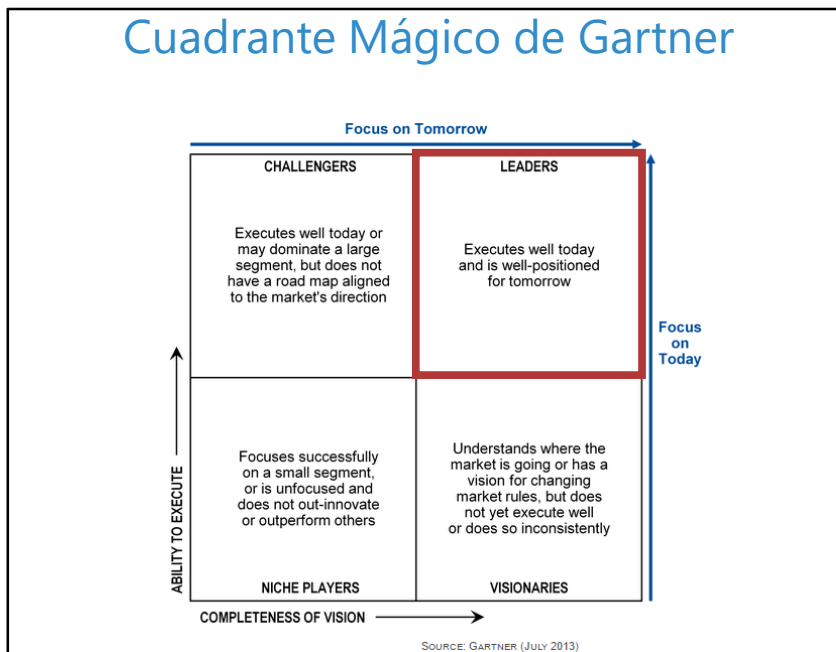 Cuadrante Mágico de Gartner
Focus on Tomorrow
CHALLENGERS
Executes well today or
may dominate a large
segment, but does not
have a road map aligned
to the market's direction
LEADERS
Executes well today
and is well-positioned
for tomorrow
Focus
on
Today
ABILITY TO EXECUTE
Focuses successfully
on a small segment,
or is unfocused and
does not out-innovate
or outperform others
NICHE PLAYERS
Understands where the
market is going or has a
vision for changing
market rules, but does
not yet execute well
or does so inconsistently
VISIONARIES
COMPLETENESS OF VISION
SOURCE: GARTNER (JULY 2013)